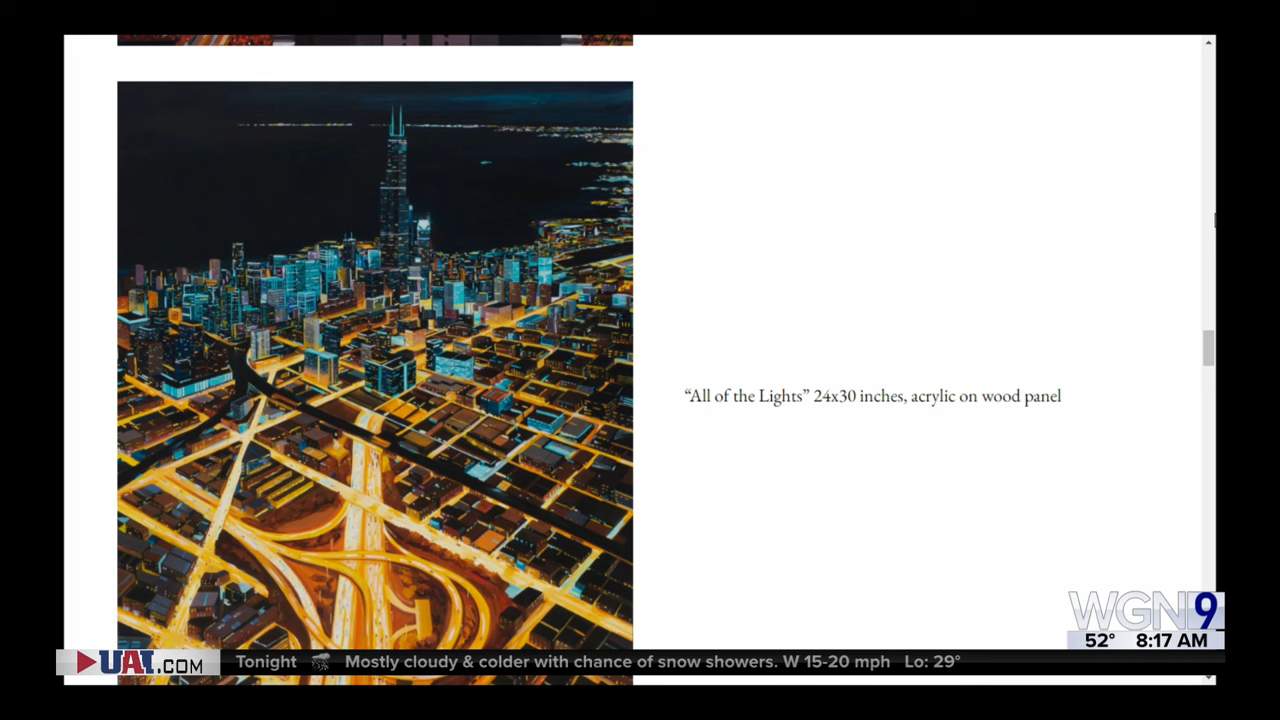 “All of the Lights” 24x30 inches, acrylic on wood panel
WGN9
52° 8:17 AM
UATI.COM Tonight Mostly cloudy & colder with chance of snow showers. W 15-20 mph Lo: 29°